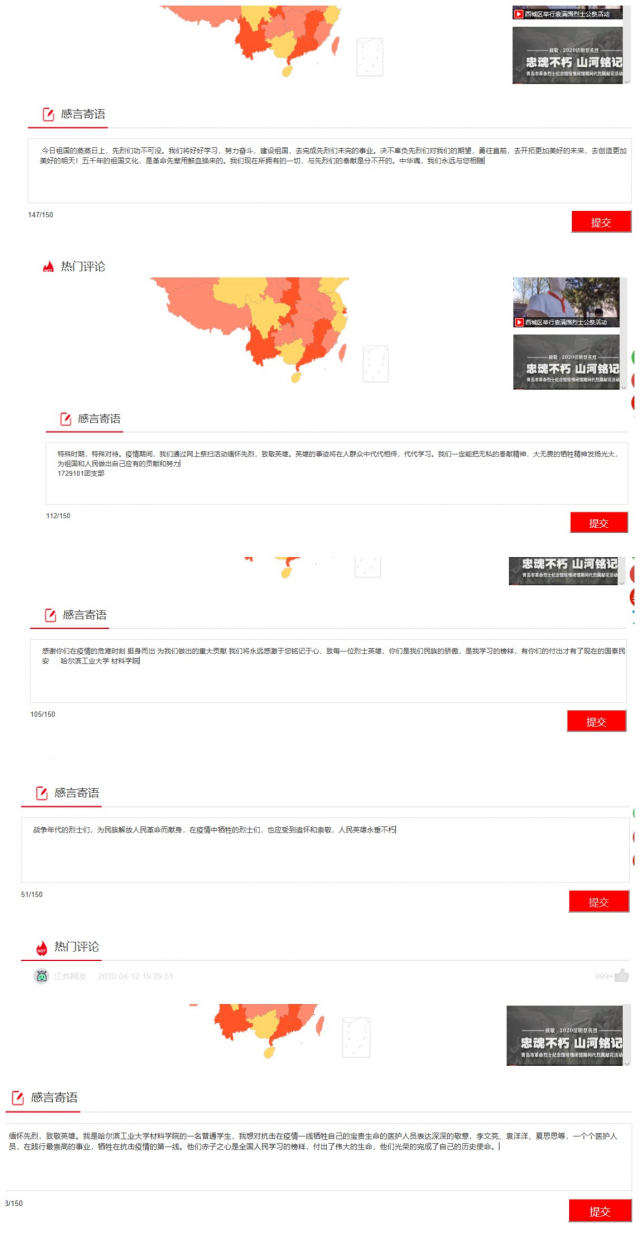 西城区举行意满烈士公祭活动
致敬，2020清明祭英烈
忠魂不朽 山河铭记
感言寄语
今日祖国的蒸蒸日上，先烈们功不可没。我们将好好学习，努力奋斗，建设祖国，去完成先烈们未完的事业。决不辜负先烈们对我们的期望，勇往直前，去开拓更加美好的未来，去创造更加
美好的明天！五千年的祖国文化，是革命先辈用鲜血换来的。我们现在所拥有的一切，与先烈们的奉献是分不开的。中华魂，我们永远与您相随
147/150
提交
热门评论
忠魂不朽 山河铭记
感言寄语
特殊时期，特殊对待。疫情期间，我们通过网上祭扫活动缅怀先烈，致敬英雄。英雄的事迹将在人群众中代代相传，代代学习。我们一定能把无私的奉献精神，大无畏的牺牲精神发扬光大，
为祖国和人民做出自己应有的贡献和努力
1729101团支部
112/150
提交
忠魂不朽 山河铭记
感言寄语
感谢你们在疫情的危难时刻 挺身而出 为我们做出的重大贡献 我们将永远感激于您铭记于心，致每一位烈士英雄，你们是我们民族的骄傲，是我学习的榜样，有你们的付出才有了现在的国泰民
安 哈尔滨工业大学 材料学院
105/150
提交
感言寄语
战争年代的烈士们，为民族解放人民革命而献身，在疫情中牺牲的烈士们，也应受到追怀和崇敬，人民英雄永垂不朽
51/150
提交
热门评论
江苏网友 2020-04-12 19:29:51
999+
致敬，2020清明祭英烈
忠魂不朽 山河铭记
感言寄语
缅怀先烈，致敬英雄。我是哈尔滨工业大学材料学院的一名普通学生，我想对抗击在疫情一线牺牲自己的宝贵生命的医护人员表达深深的敬意，李文亮、袁洋洋、夏思思等，一个个医护人
员，在践行最崇高的事业，牺牲在抗击疫情的第一线。他们赤子之心是全国人民学习的榜样，付出了伟大的生命，他们光荣的完成了自己的历史使命。
3/150
提交